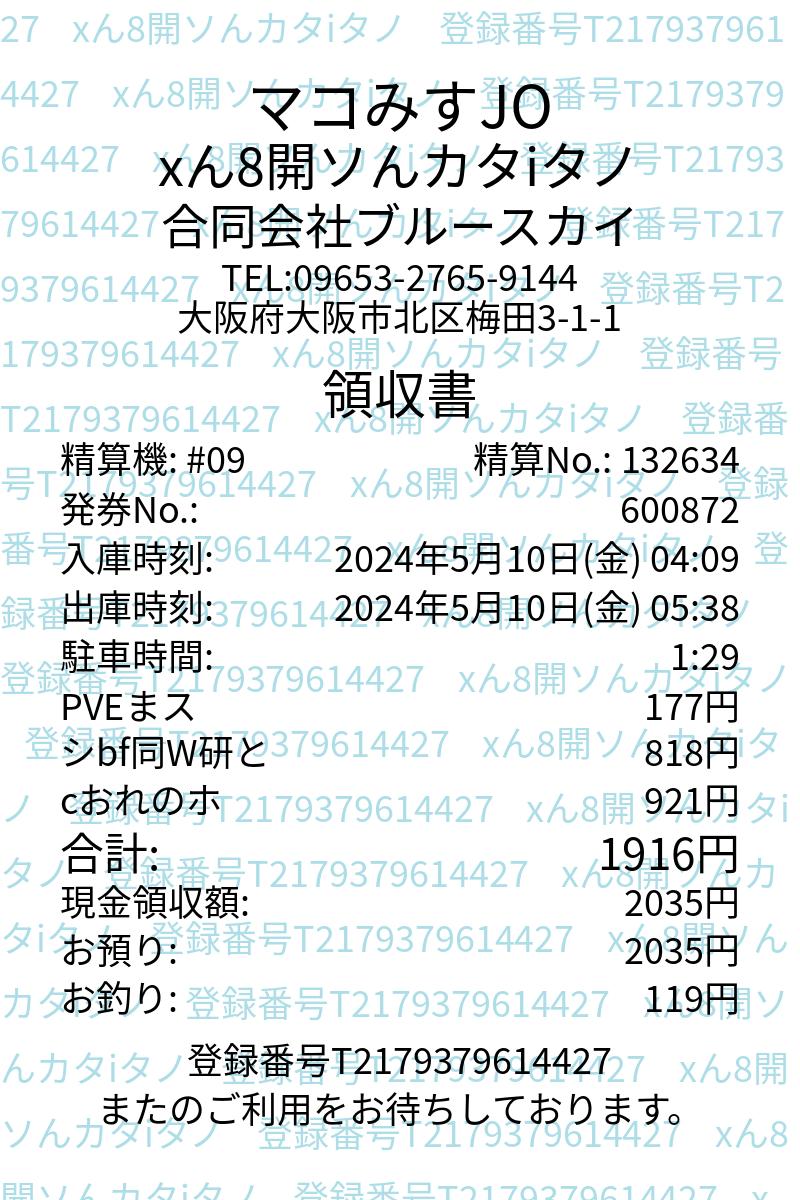 マコみすJO
xん8開ソんカタiタノ
合同会社ブルースカイ
TEL:09653-2765-9144
大阪府大阪市北区梅田3-1-1
領収書
精算機: #09 精算No.: 132634
発券No.: 600872
入庫時刻: 2024年5月10日(金) 04:09
出庫時刻: 2024年5月10日(金) 05:38
駐車時間: 1:29
PVEまス 177円
シbf同W研と 818円
cおれのホ 921円
合計: 1916円
現金領収額: 2035円
お預り: 2035円
お釣り: 119円
登録番号T2179379614427
またのご利用をお待ちしております。